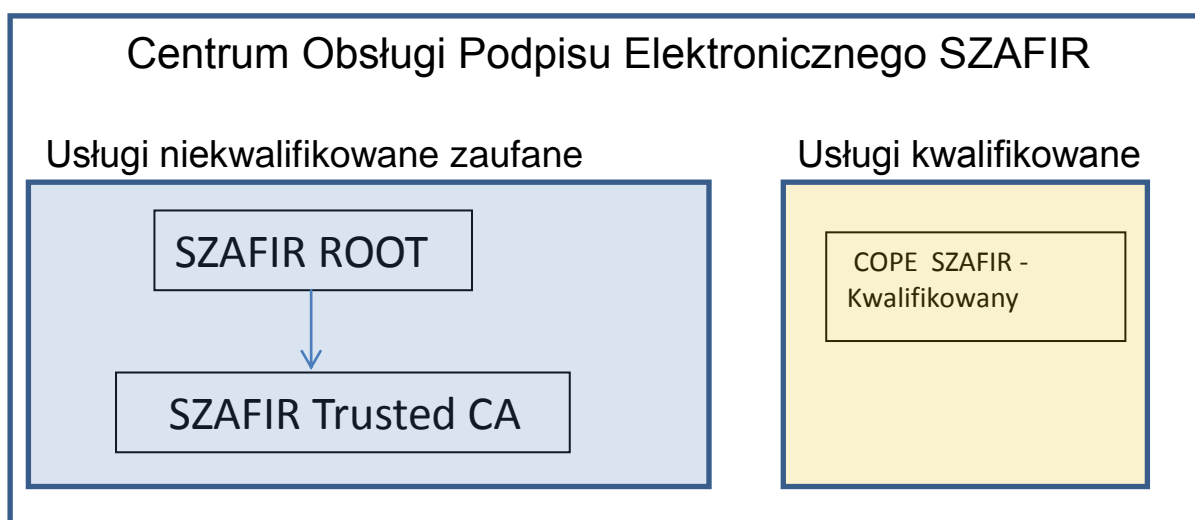 Centrum Obsługi Podpisu Elektronicznego SZAFIR
Usługi niekwalifikowane zaufane
Usługi kwalifikowane
SZAFIR ROOT
COPE SZAFIR -
Kwalifikowany
SZAFIR Trusted CA